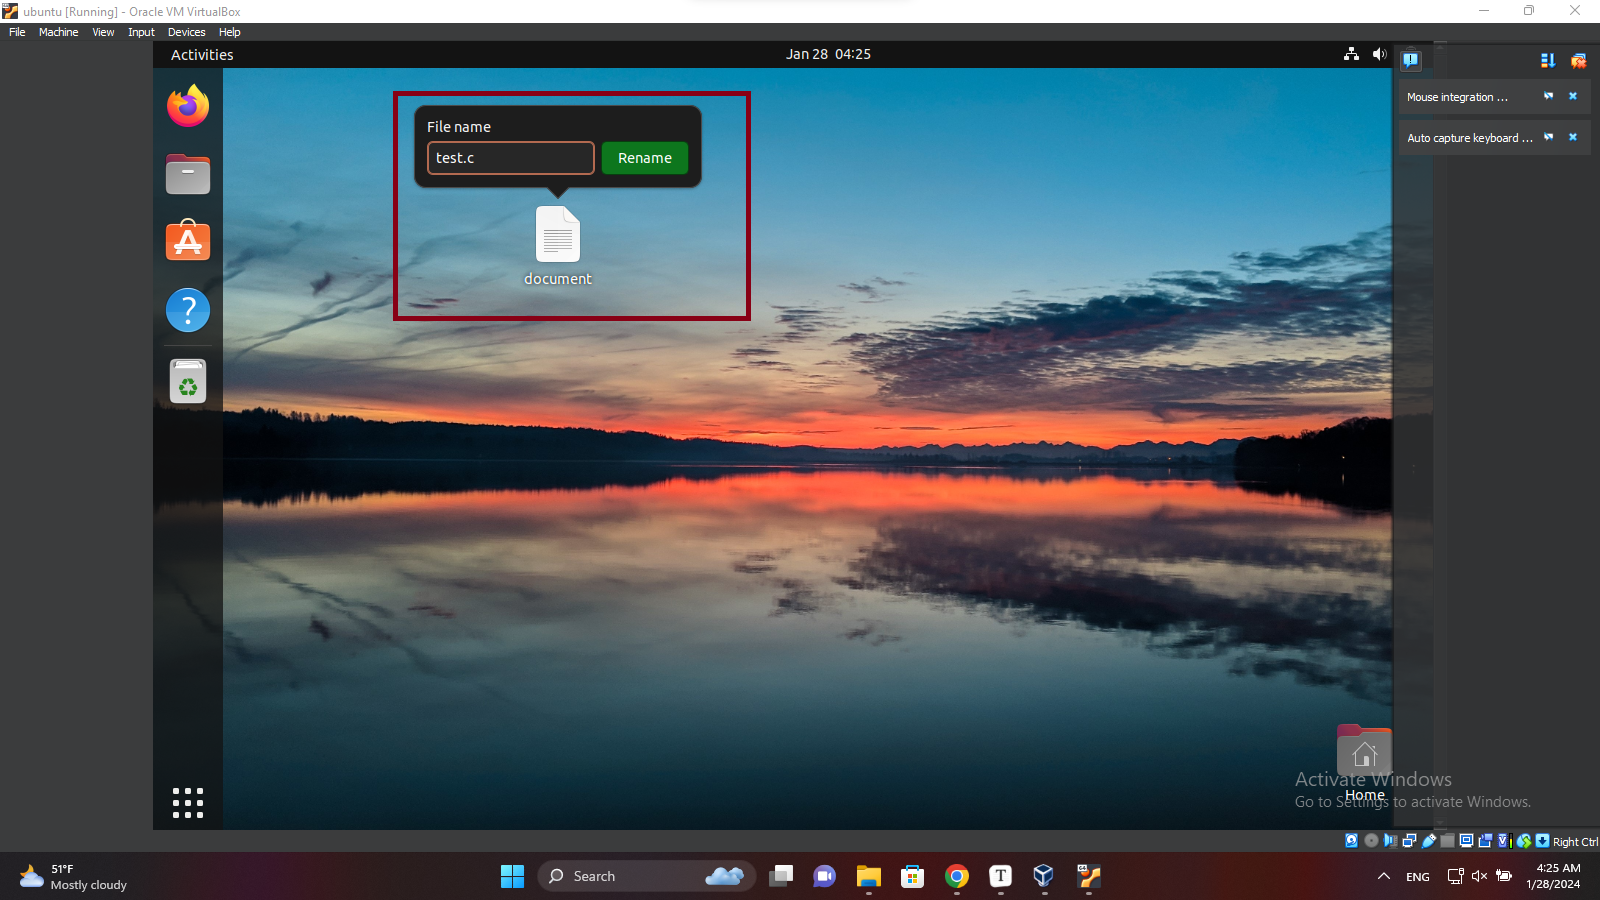 ubuntu [Running] - Oracle VM VirtualBox
File Machine View Input Devices Help
Activities
Jan 28 04:25
Mouse integration ...
Auto capture keyboard ...
File name
test.c
Rename
document
Home
Activate Windows
Go to Settings to activate Windows.
Right Ctrl
51°F
Mostly cloudy
Search
ENG
4:25 AM
1/28/2024